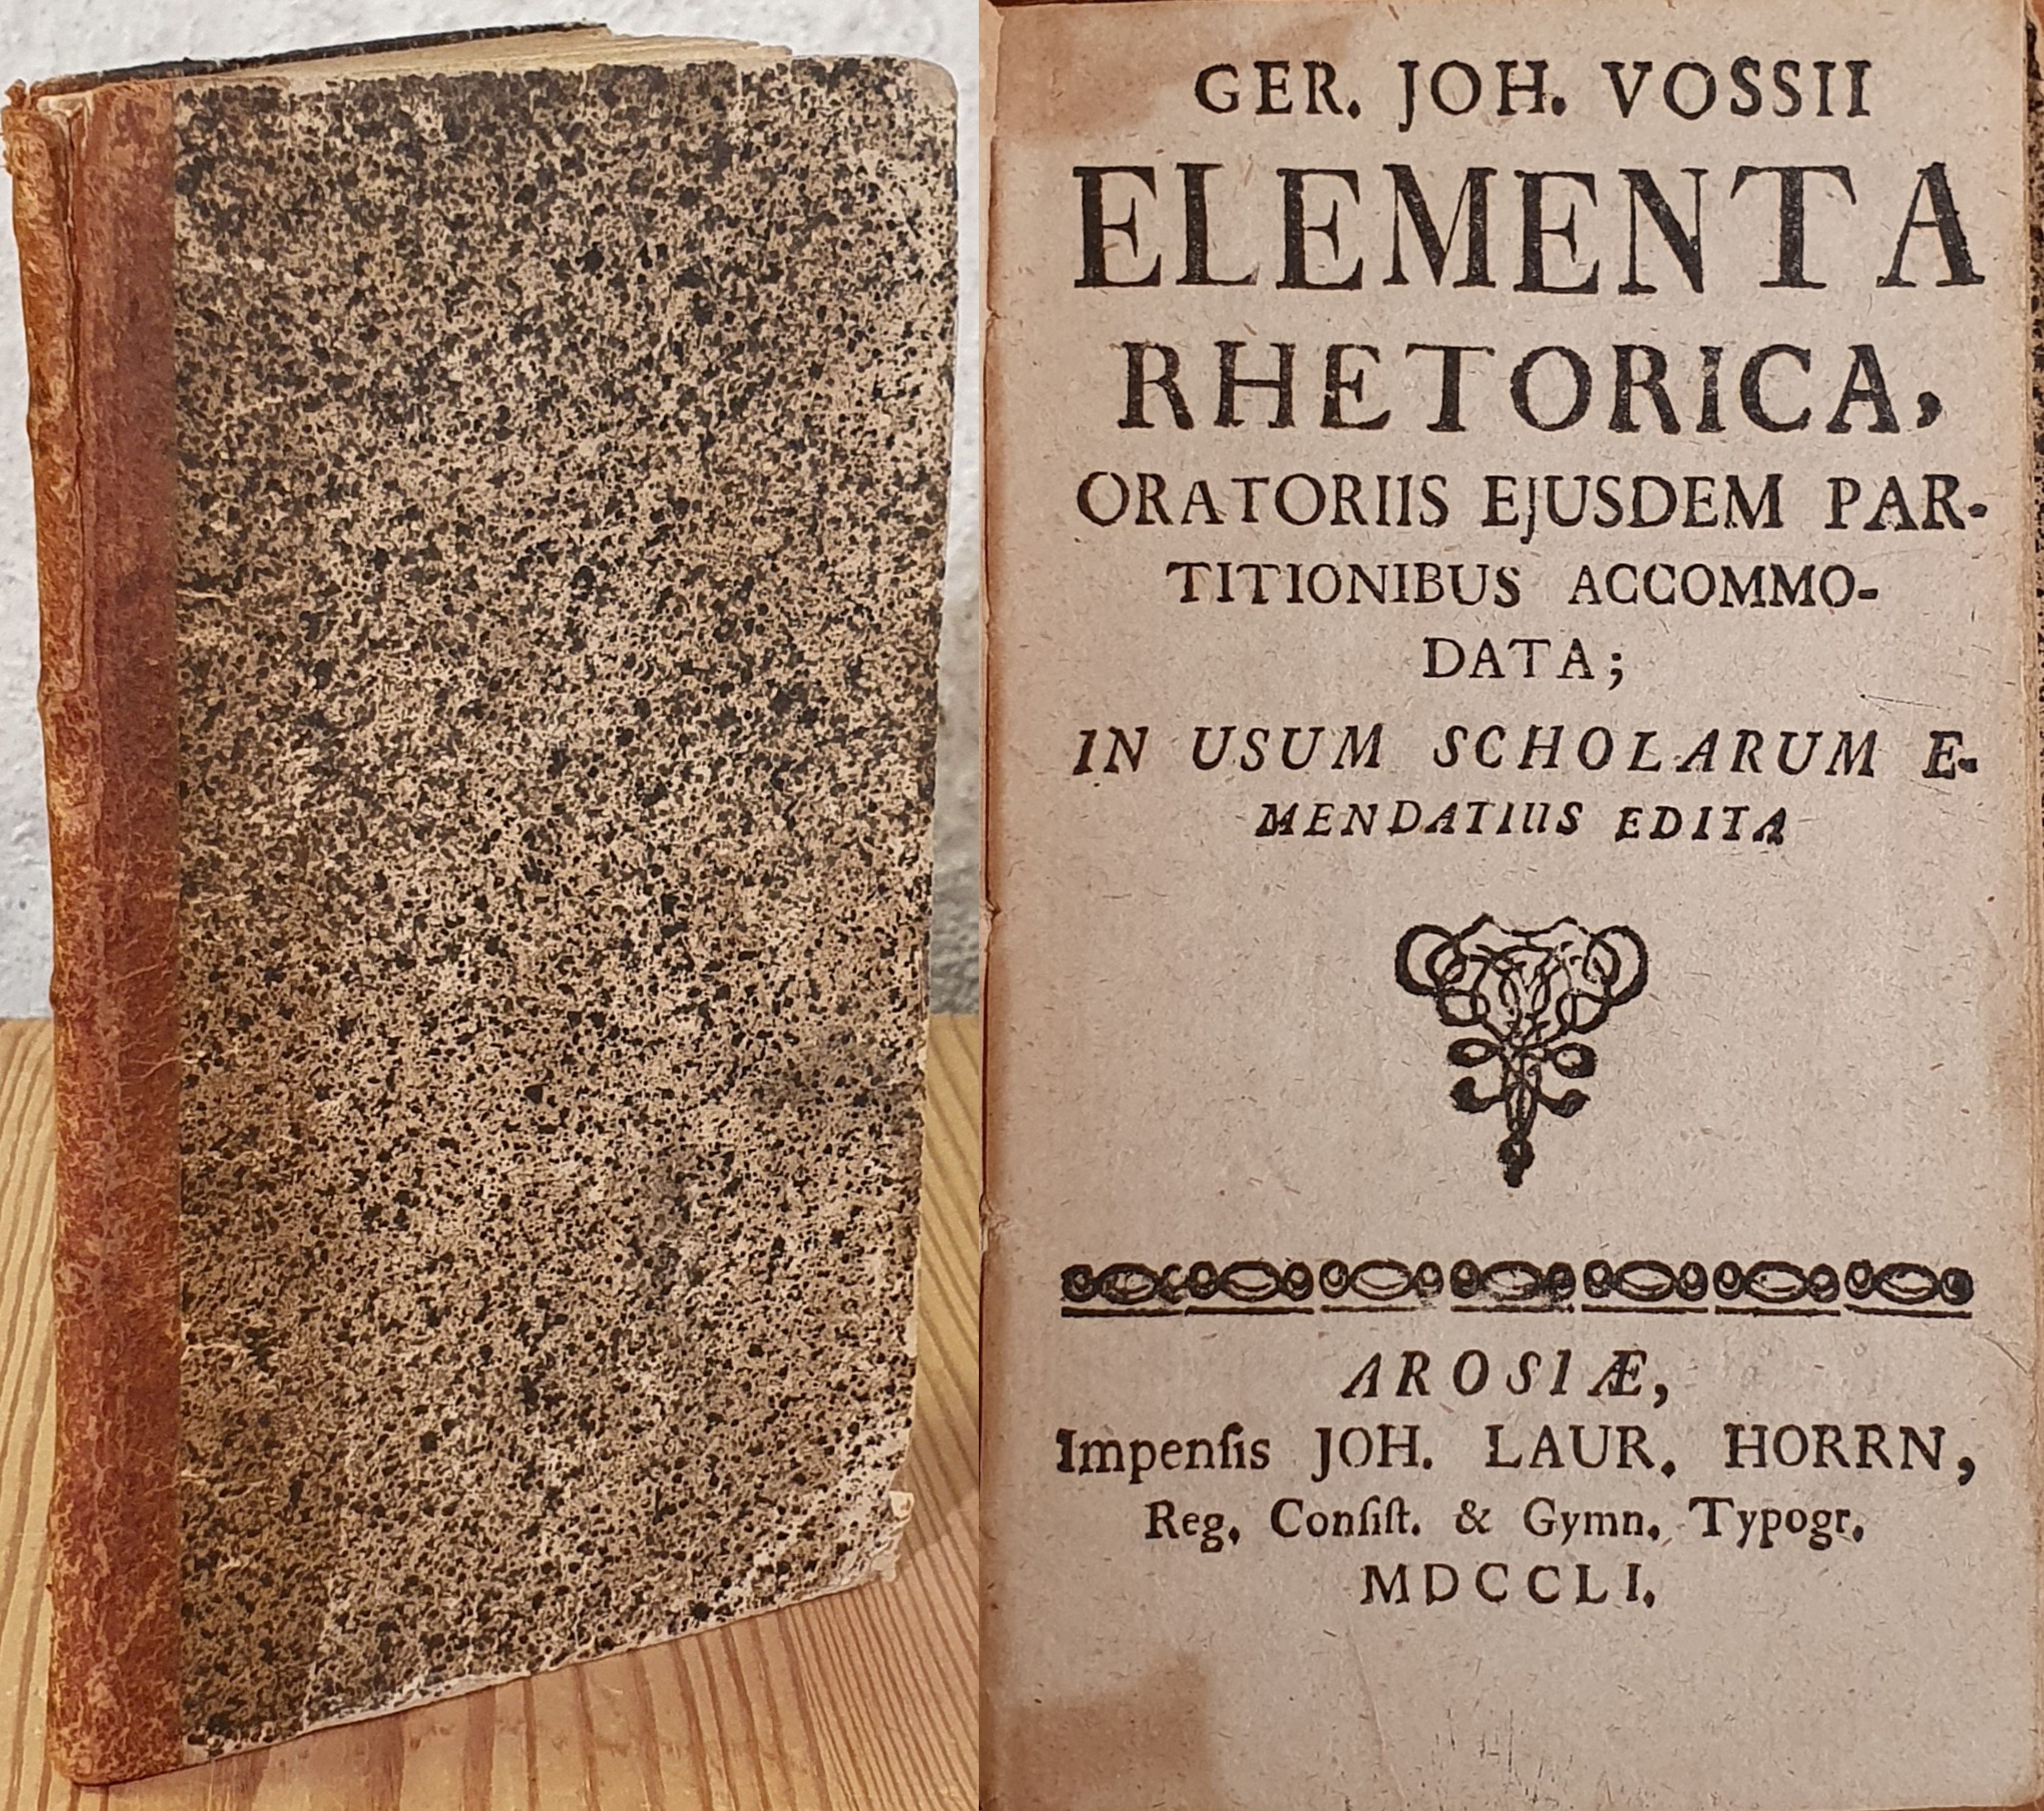 GER. JOH. VOSSII
ELEMENTA
RHETORICA,
ORATORIIS EJUSDEM PAR-
TITIONIBUS ACCOMMO-
DATA;
IN USUM SCHOLARUM E-
MENDATIUS EDITA
AROSIÆ,
Impenſis JOH. LAUR. HORRN,
Reg. Conſiſt. & Gymn. Typogr.
MDCCLI.